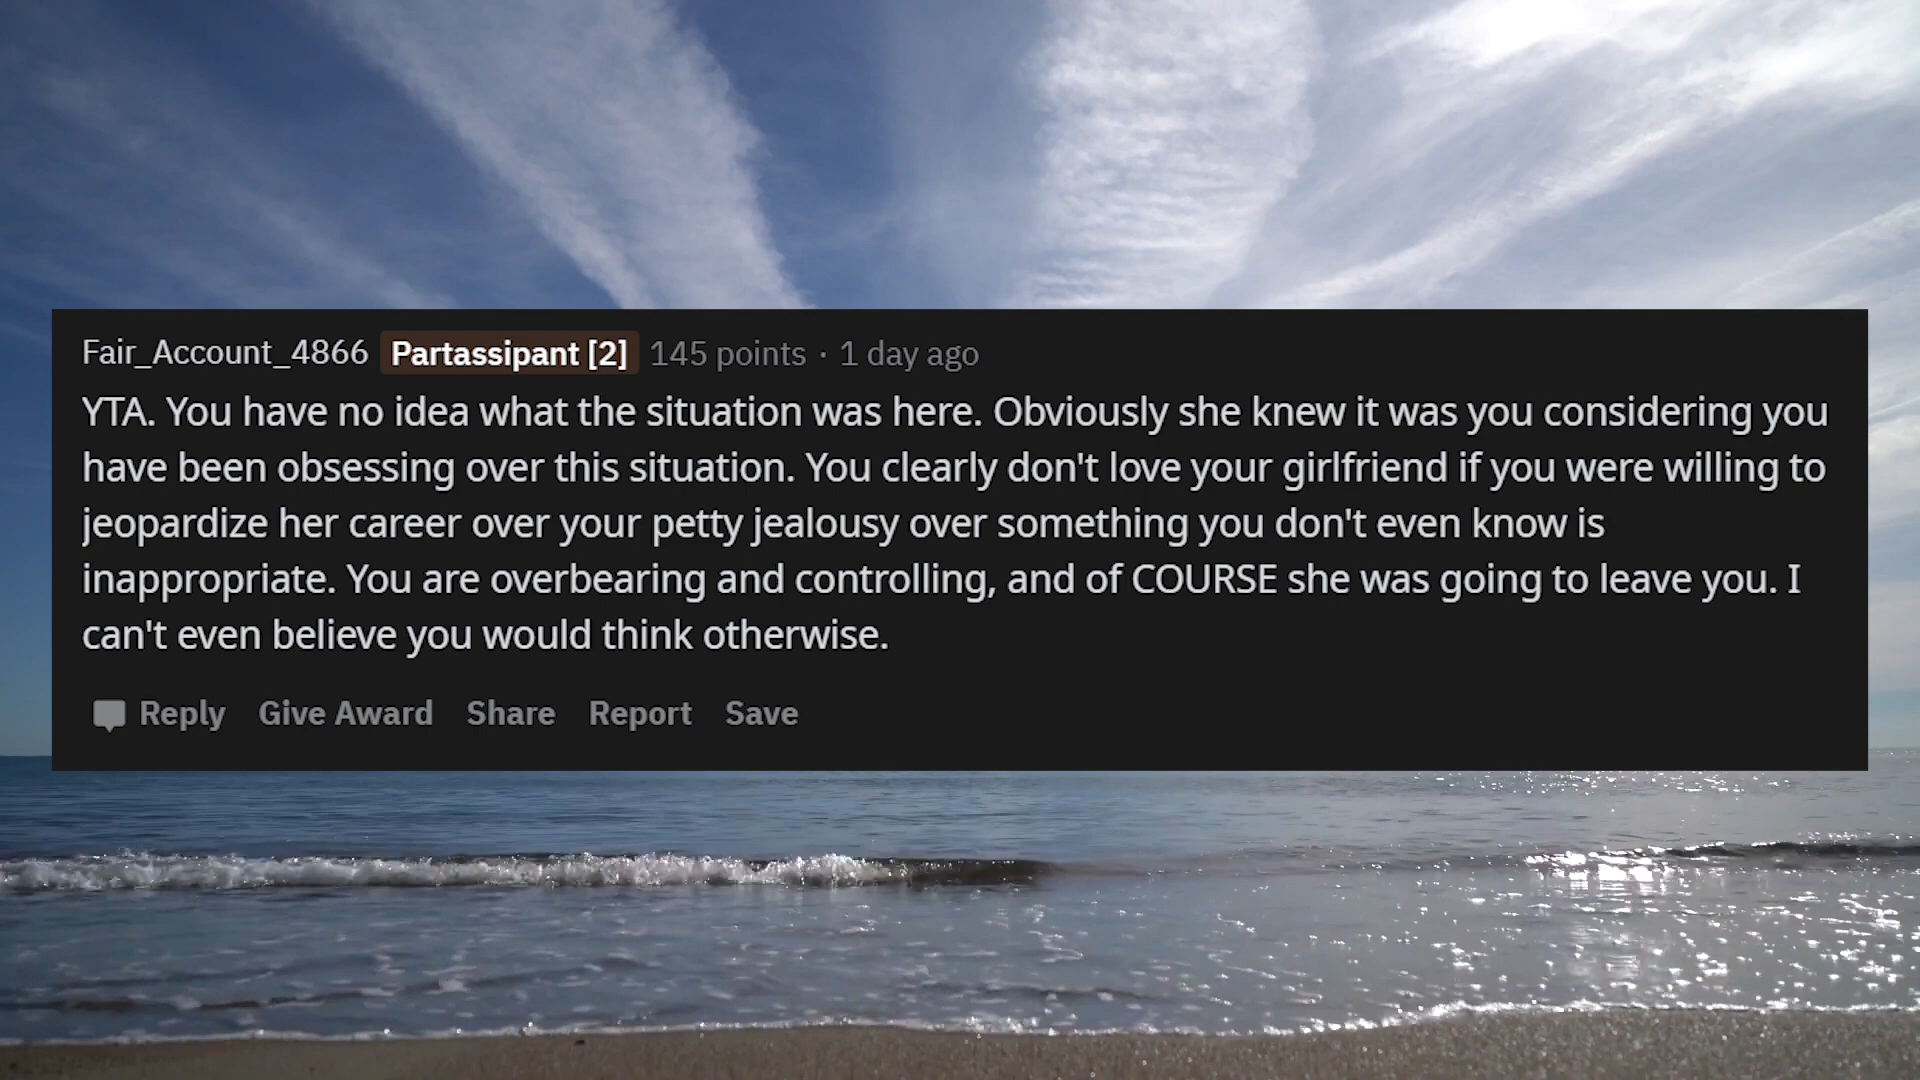 Fair_Account_4866 Partassipant [2] 145 points · 1 day ago
YTA. You have no idea what the situation was here. Obviously she knew it was you considering you
have been obsessing over this situation. You clearly don't love your girlfriend if you were willing to
jeopardize her career over your petty jealousy over something you don't even know is
inappropriate. You are overbearing and controlling, and of COURSE she was going to leave you. I
can't even believe you would think otherwise.
Reply Give Award Share Report Save